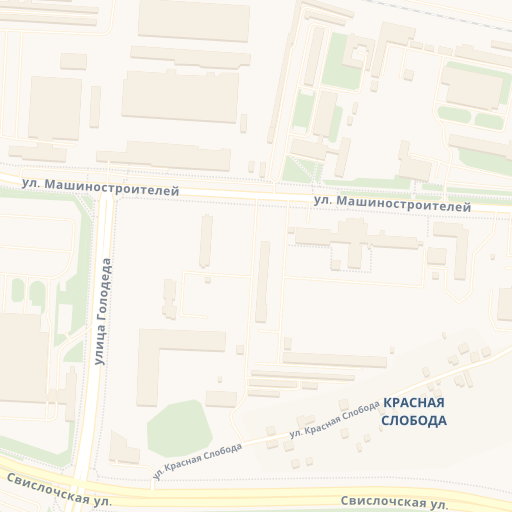 ул. Машиностроителей
ул. Машиностроителей
улица Голодеда
КРАСНАЯ
СЛОБОДА
ул. Красная Слобода
ул. Красная Слобода
Свислочская ул.
Свислочская ул.